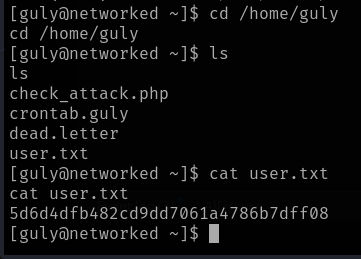 [guly@networked ~]$ cd /home/guly
cd /home/guly
[guly@networked ~]$ ls
ls
check_attack.php
crontab.guly
dead.letter
user.txt
[guly@networked ~]$ cat user.txt
cat user.txt
5d6d4dfb482cd9dd7061a4786b7dff08
[guly@networked ~]$